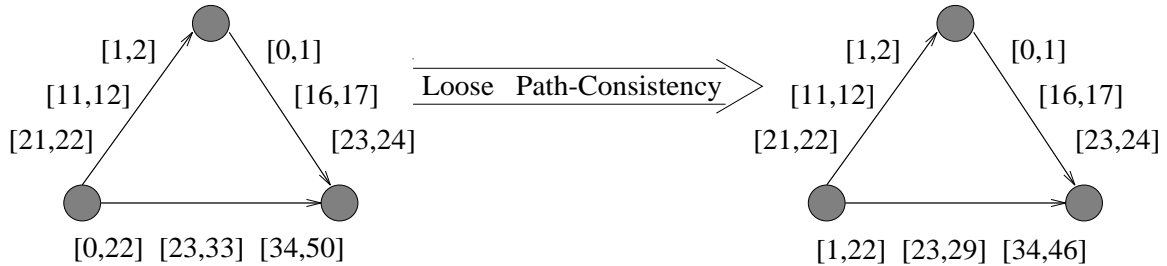 [1,2] [0,1] [1,2] [0,1]
Loose Path-Consistency
[11,12] [16,17] [11,12] [16,17]
[21,22] [23,24] [21,22] [23,24]
[0,22] [23,33] [34,50] [1,22] [23,29] [34,46]